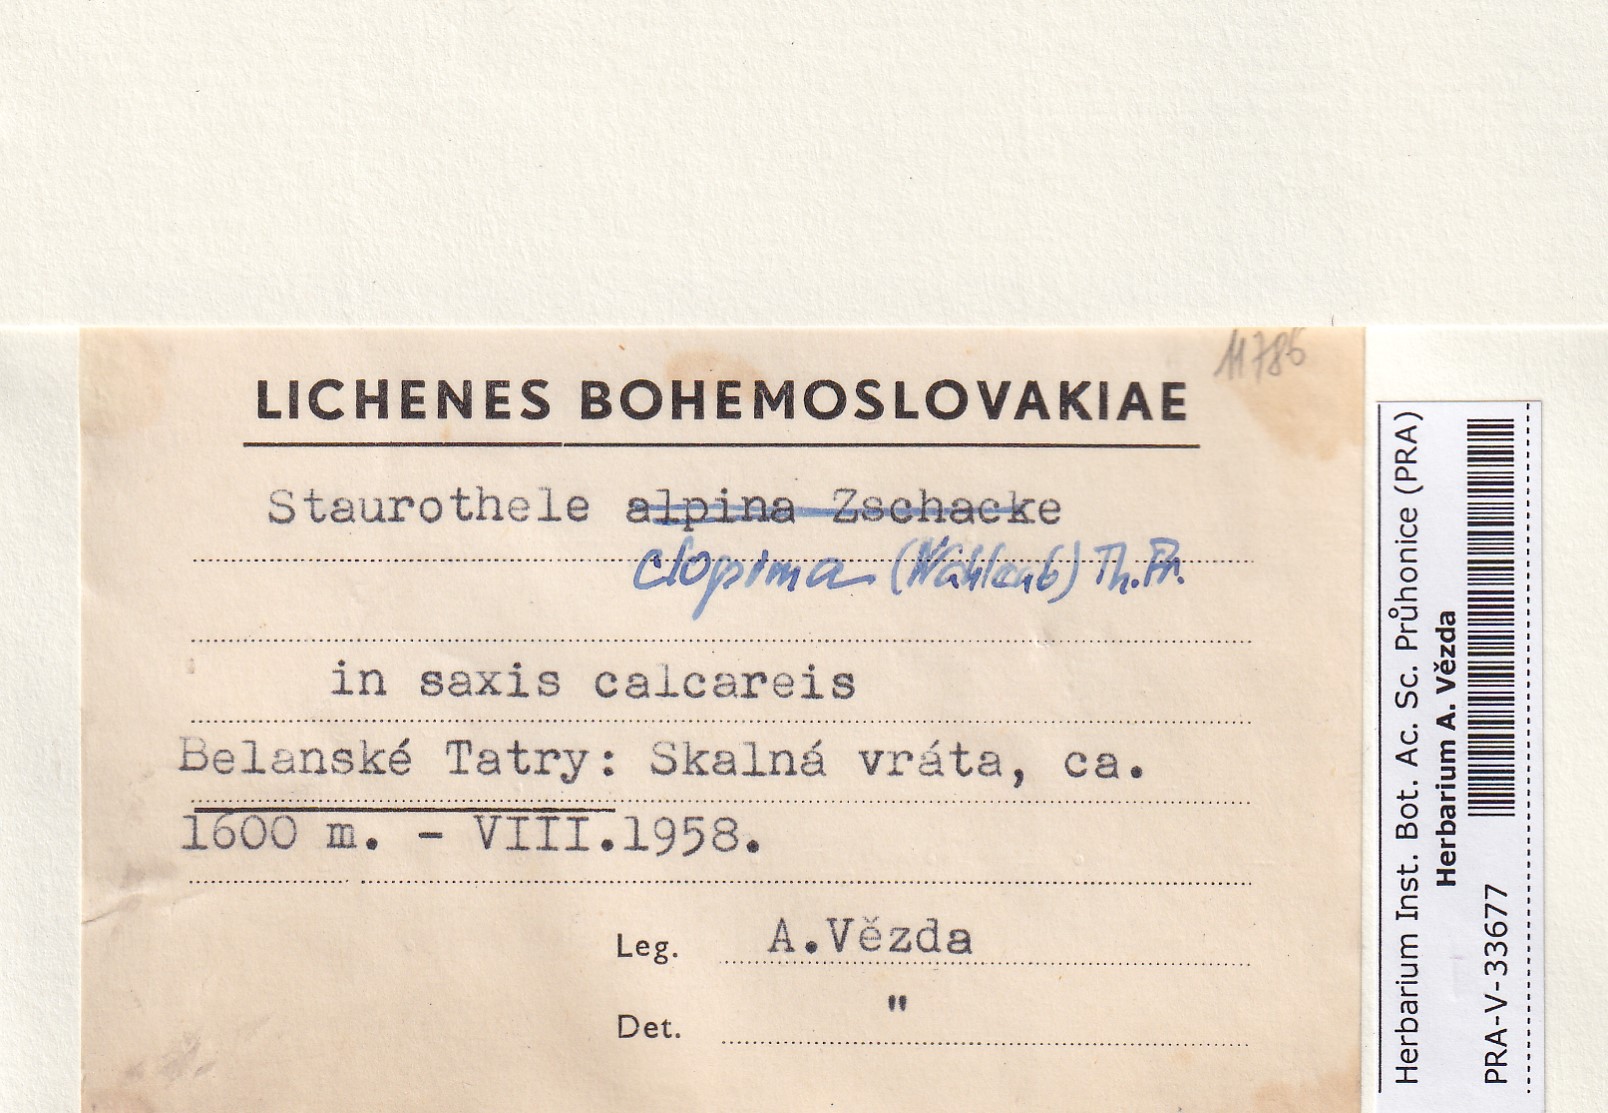 11786
LICHENES BOHEMOSLOVAKIAE
Staurothele alpina Zschacke
clopima (Wahlenb) Th.Fr.
in saxis calcareis
Belanské Tatry: Skalná vráta, ca.
1600 m. - VIII.1958.
Leg. A.Vězda
Det. "
Herbarium Inst. Bot. Ac. Sc. Průhonice (PRA)
Herbarium A. Vězda
PRA-V-33677